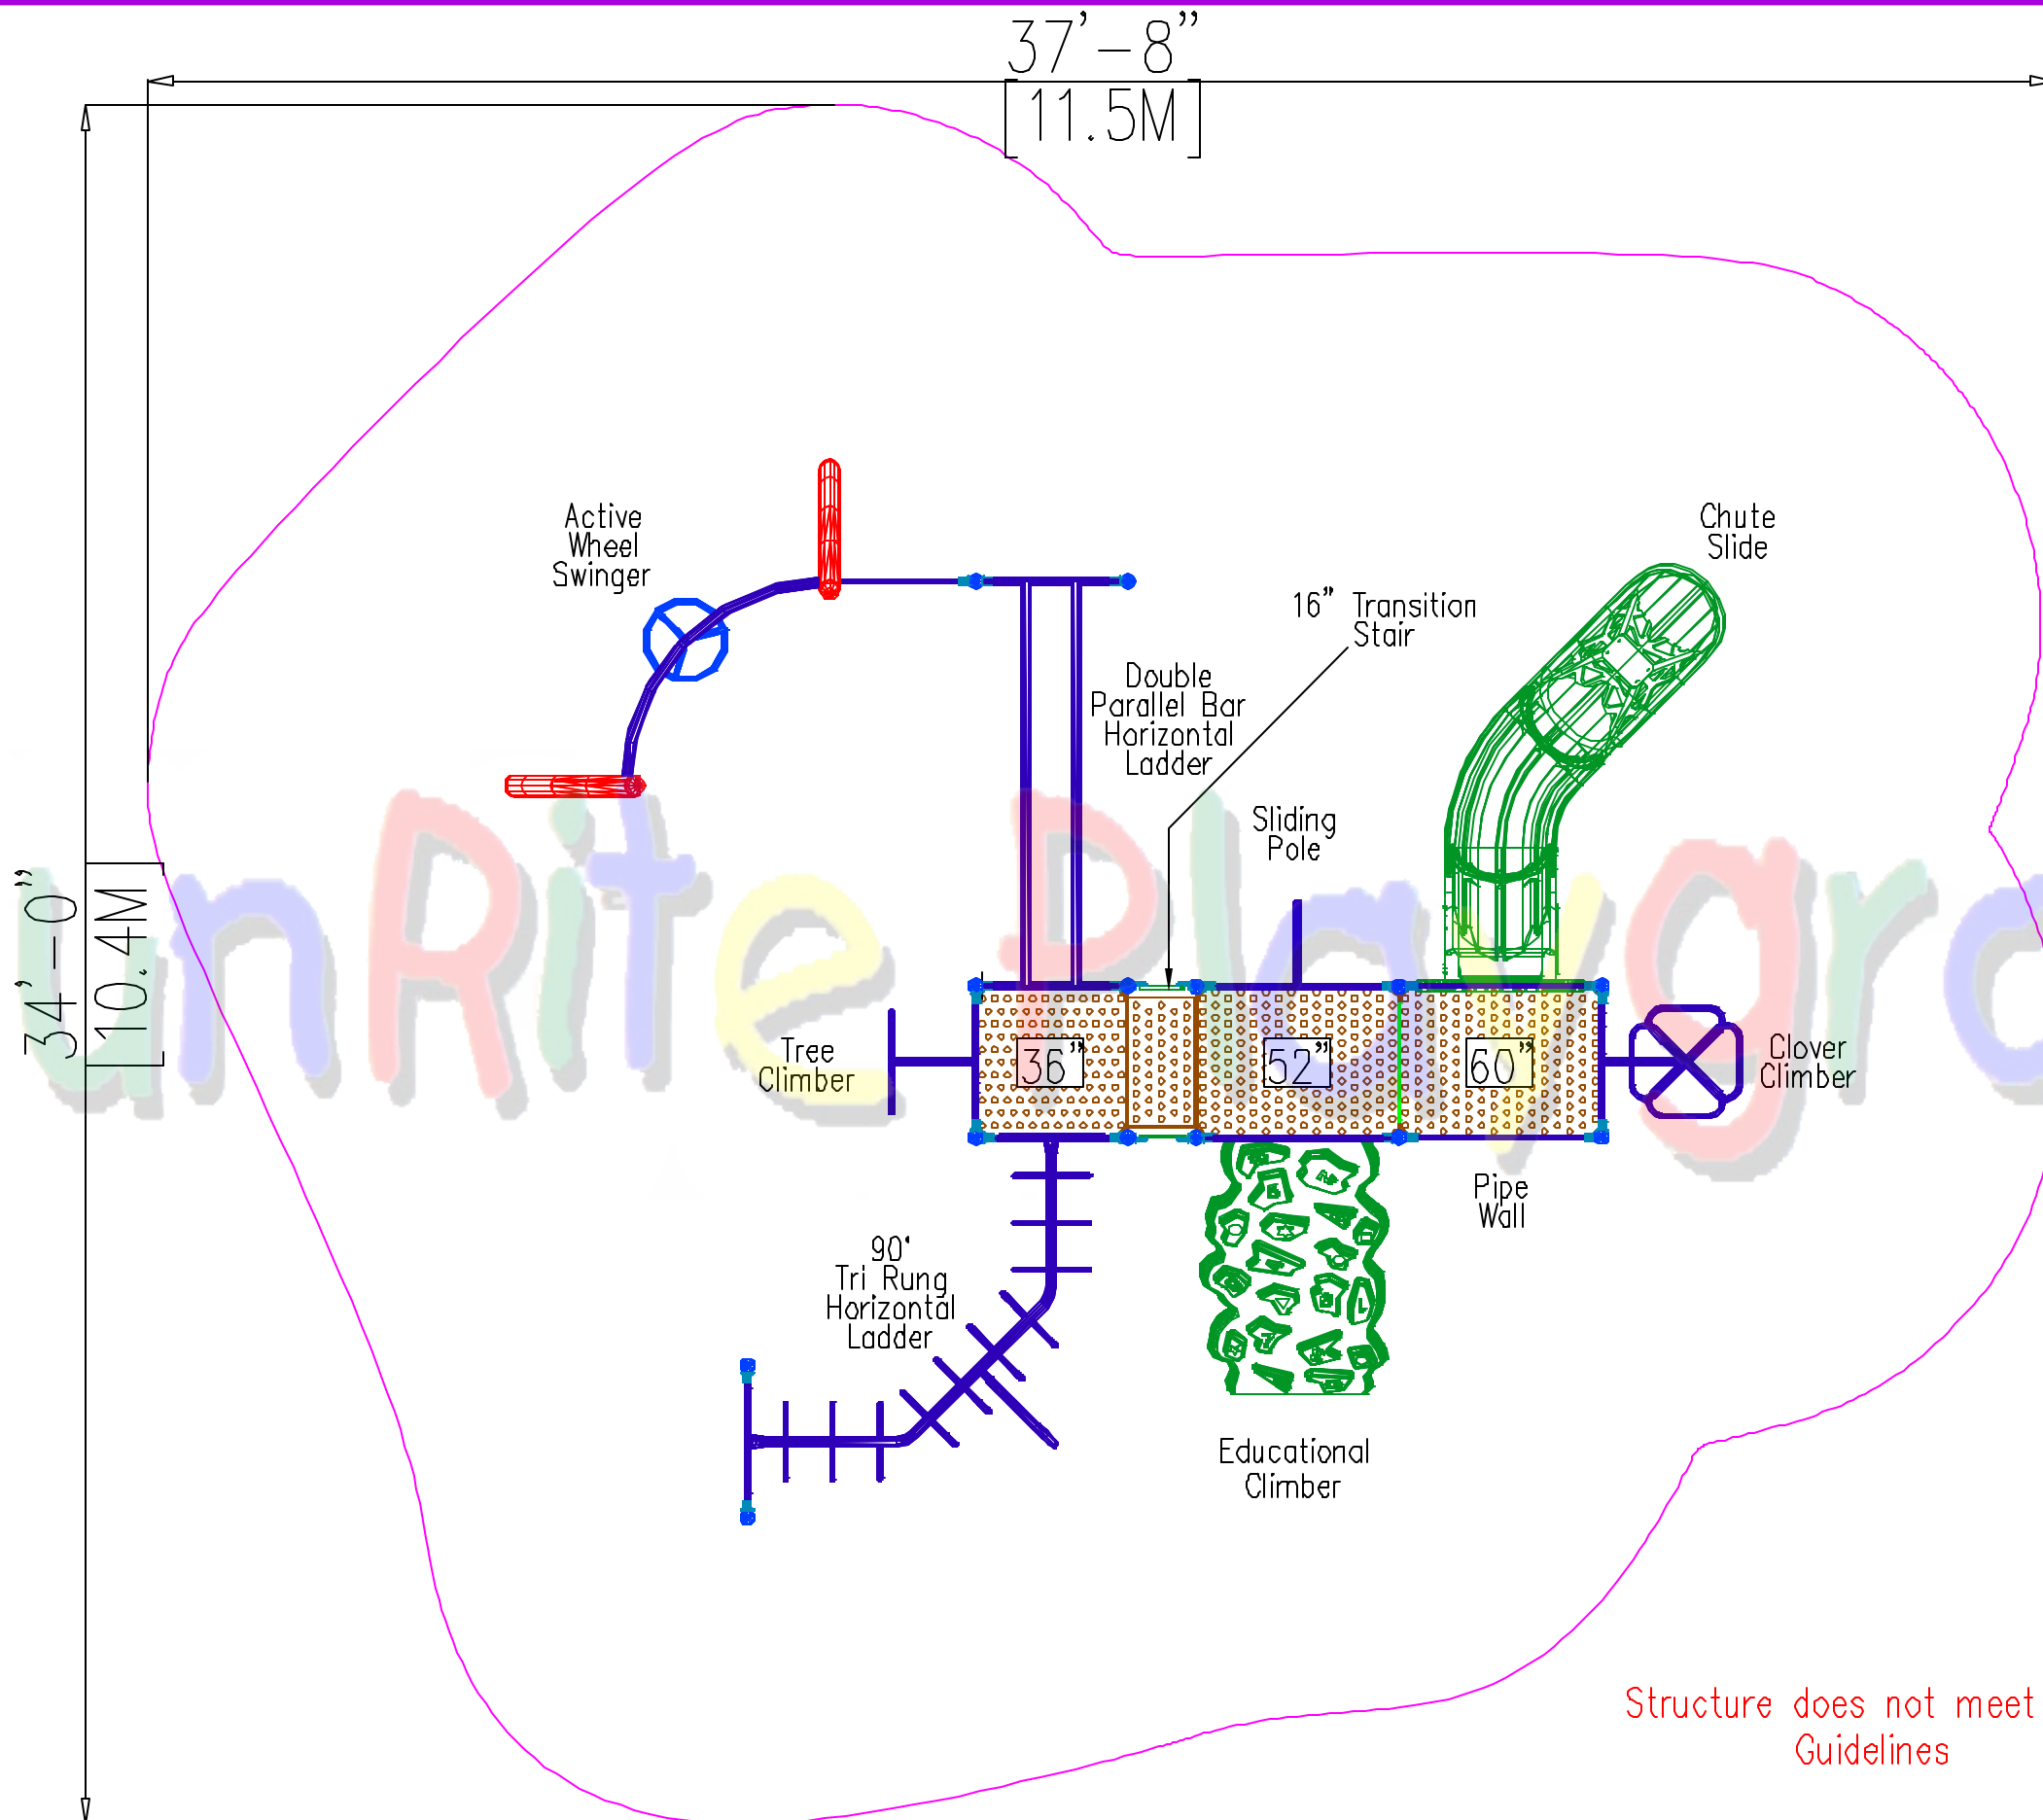 37'-8"
[11.5M]
Active
Wheel
Swinger
Chute
Slide
16" Transition
Stair
Double
Parallel Bar
Horizontal
Ladder
Sliding
Pole
34'-0"
[10.4M]
unRite Playgro
Tree
Climber
36"
52"
60"
Clover
Climber
Pipe
Wall
90°
Tri Rung
Horizontal
Ladder
Educational
Climber
Structure does not meet
Guidelines